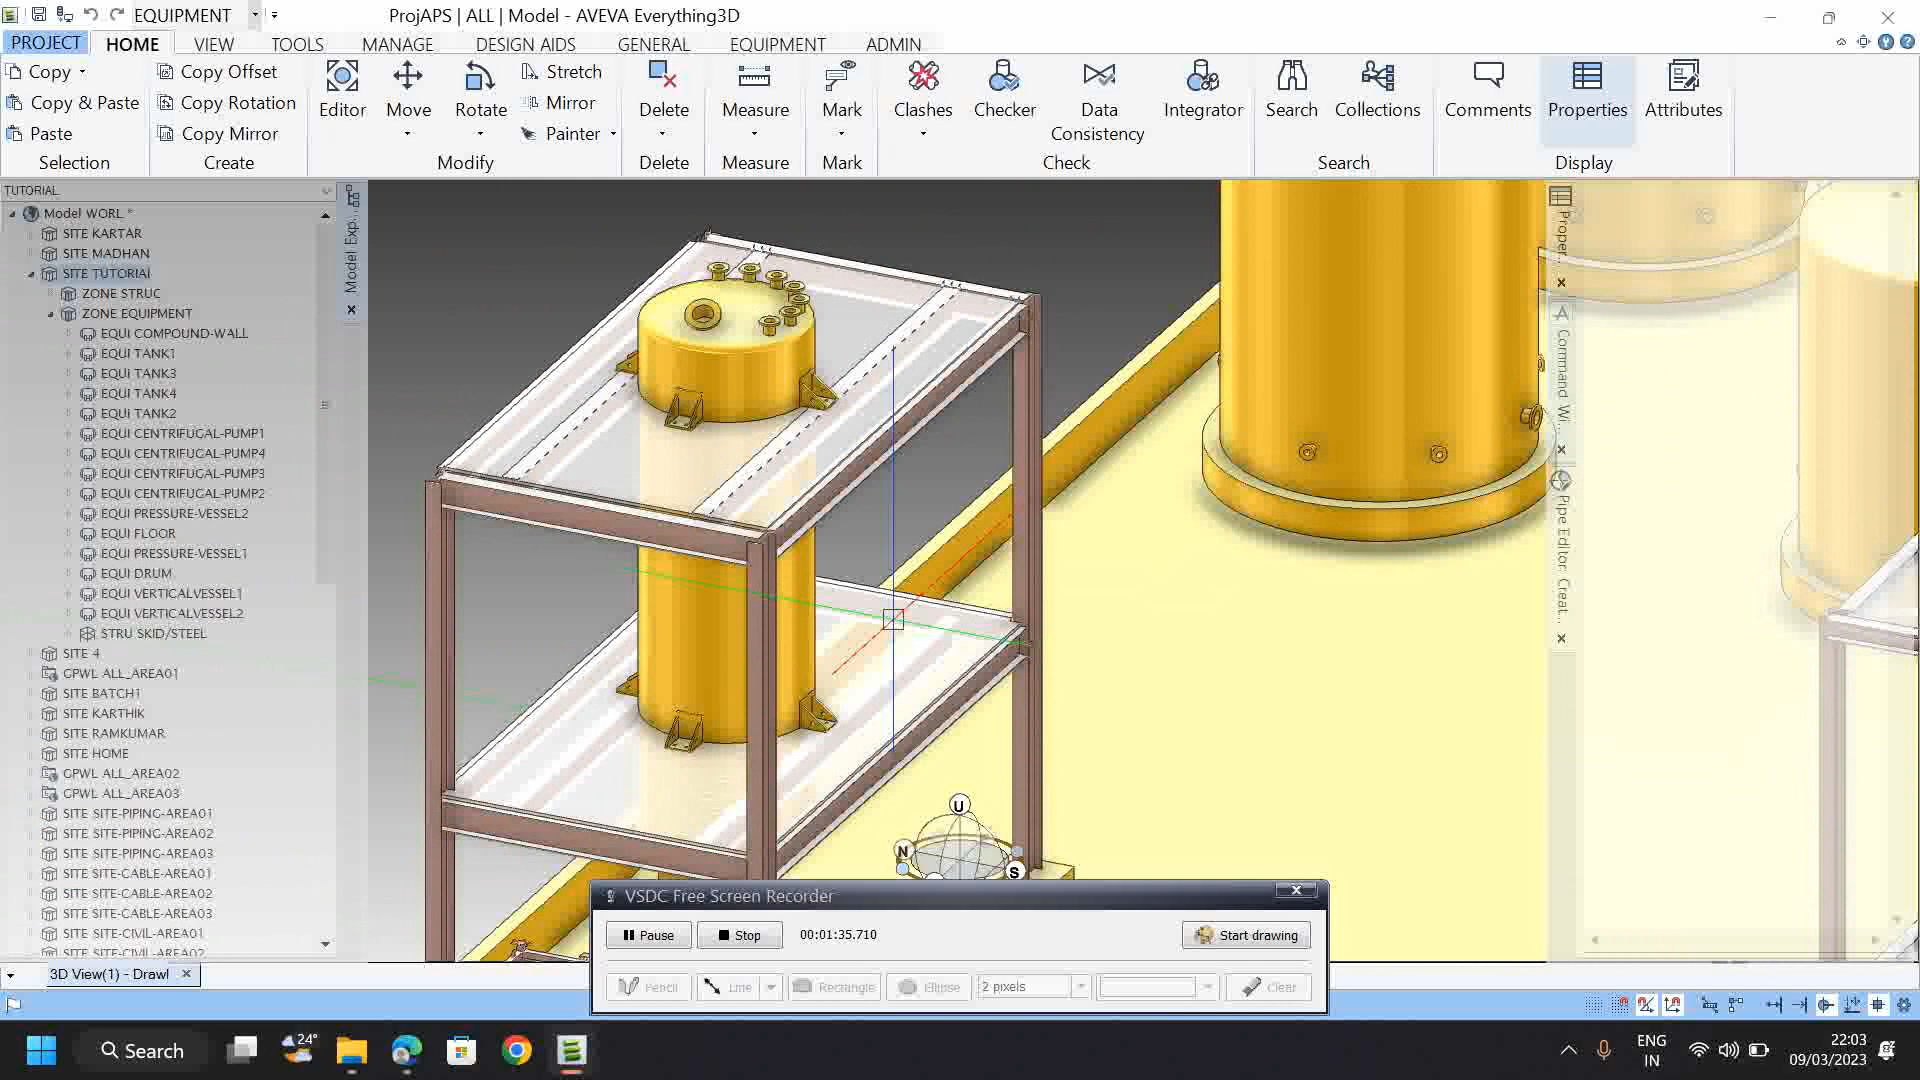 EQUIPMENT
ProjAPS | ALL | Model - AVEVA Everything3D
PROJECT HOME VIEW TOOLS MANAGE DESIGN AIDS GENERAL EQUIPMENT ADMIN
Copy
Copy & Paste
Paste
Selection
Copy Offset
Copy Rotation
Copy Mirror
Create
Editor
Move
Rotate
Stretch
Mirror
Painter
Modify
Delete
Delete
Measure
Measure
Mark
Mark
Clashes
Checker
Data
Consistency
Integrator
Check
Search
Collections
Search
Comments
Properties
Attributes
Display
TUTORIAL
Model WORL *
SITE KARTAR
SITE MADHAN
SITE TUTORIAl
ZONE STRUC
ZONE EQUIPMENT
EQUI COMPOUND-WALL
EQUI TANK1
EQUI TANK3
EQUI TANK4
EQUI TANK2
EQUI CENTRIFUGAL-PUMP1
EQUI CENTRIFUGAL-PUMP4
EQUI CENTRIFUGAL-PUMP3
EQUI CENTRIFUGAL-PUMP2
EQUI PRESSURE-VESSEL2
EQUI FLOOR
EQUI PRESSURE-VESSEL1
EQUI DRUM
EQUI VERTICALVESSEL1
EQUI VERTICALVESSEL2
STRU SKID/STEEL
SITE 4
GPWL ALL_AREA01
SITE BATCH1
SITE KARTHIK
SITE RAMKUMAR
SITE HOME
GPWL ALL_AREA02
GPWL ALL_AREA03
SITE SITE-PIPING-AREA01
SITE SITE-PIPING-AREA02
SITE SITE-PIPING-AREA03
SITE SITE-CABLE-AREA01
SITE SITE-CABLE-AREA02
SITE SITE-CABLE-AREA03
SITE SITE-CIVIL-AREA01
SITE SITE-CIVIL-AREA02
Model Exp...
Proper...
Command Wi...
Pipe Editor: Creat...
U
N
S
VSDC Free Screen Recorder
Pause
Stop
00:01:35.710
Start drawing
Pencil
Line
Rectangle
Ellipse
2 pixels
Clear
3D View(1) - Drawl
24°
Search
ENG
IN
22:03
09/03/2023